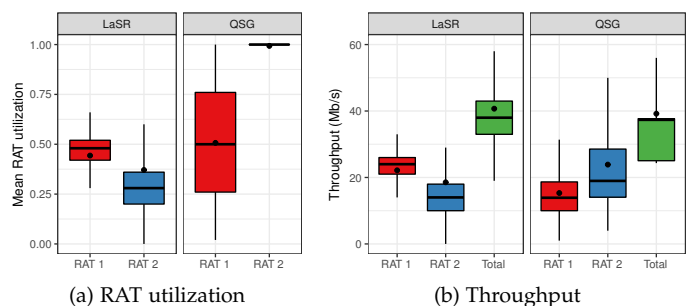 LaSR QSG
Mean RAT utilization
1.00
0.75
0.50
0.25
0.00
RAT 1 RAT 2 RAT 1 RAT 2
(a) RAT utilization
LaSR QSG
Throughput (Mb/s)
60
40
20
0
RAT 1 RAT 2 Total RAT 1 RAT 2 Total
(b) Throughput